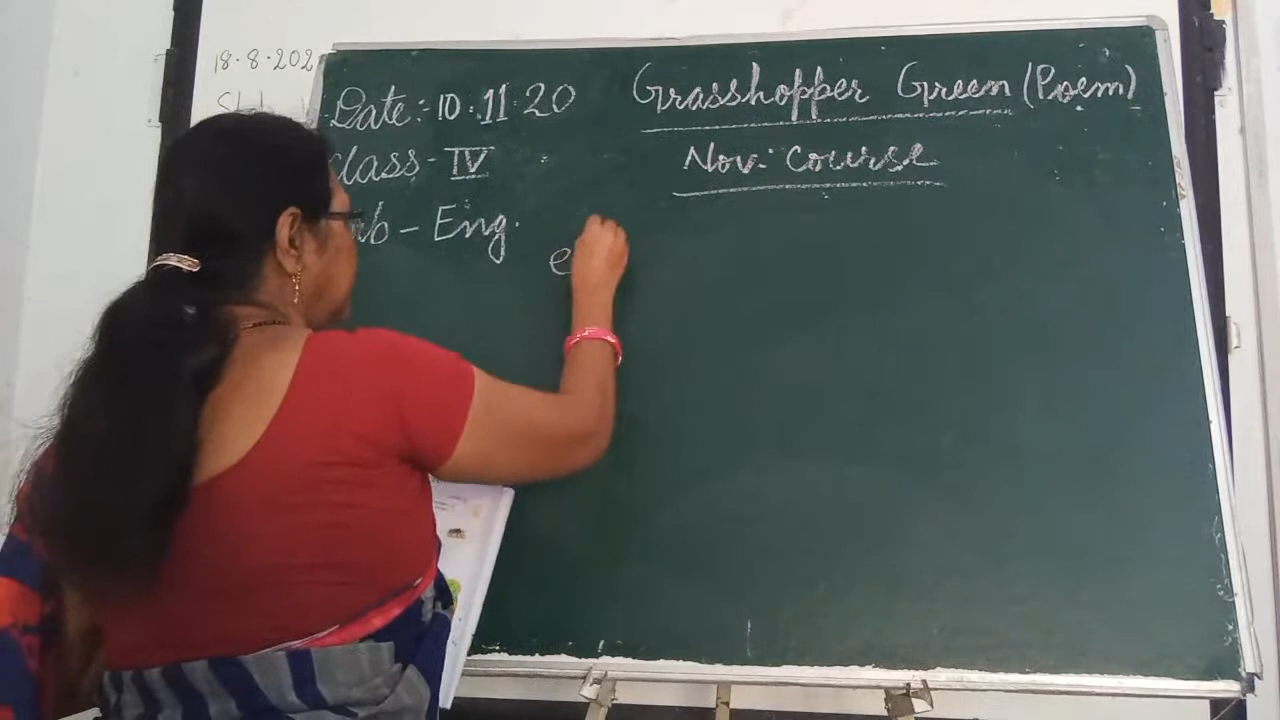 18.8.202
Date:- 10.11.20
Grasshopper Green (Poem)
class - IV
Nov. Course
- Eng.
e